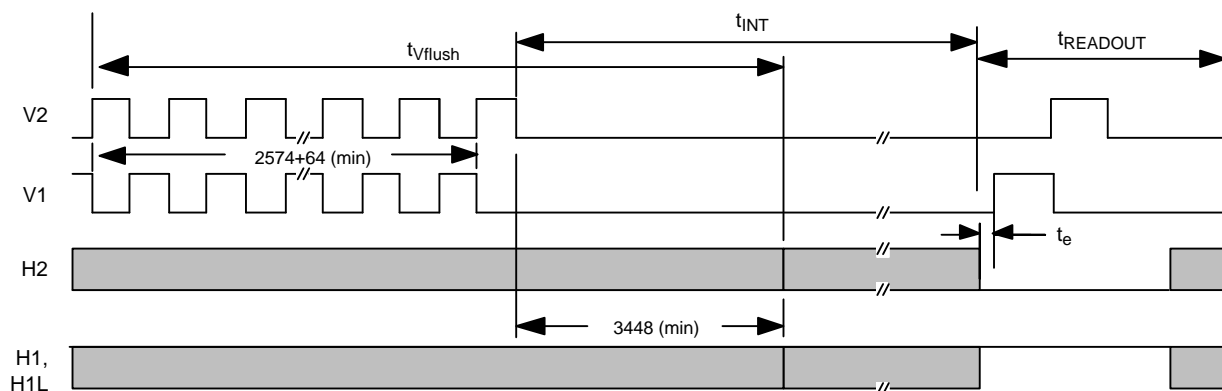 tINT
tVflush
tREADOUT
V2
2574+64 (min)
V1
te
H2
3448 (min)
H1,
H1L